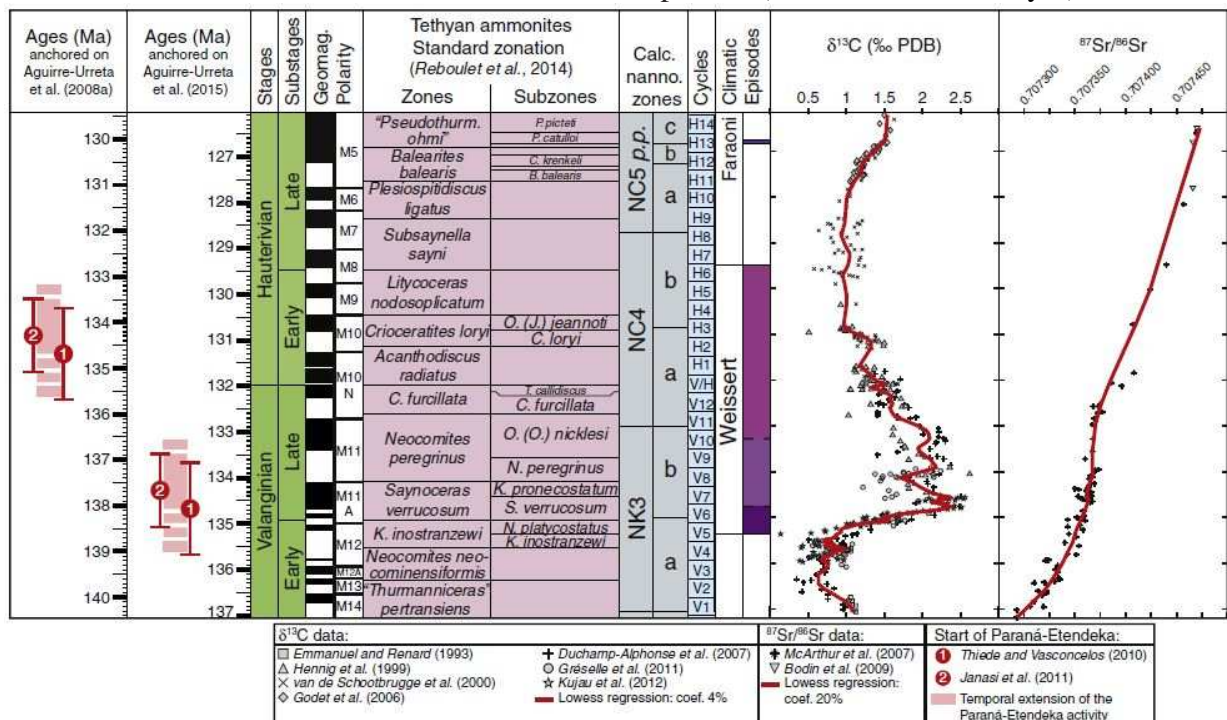 Ages (Ma)
anchored on
Aguirre-Urreta
et al. (2008a)
Ages (Ma)
anchored on
Aguirre-Urreta
et al. (2015)
Stages
Substages
Geomag.
Polarity
Tethyan ammonites
Standard zonation
(Reboulet et al., 2014)
Zones
Subzones
Calc.
nanno.
zones
Cycles
Climatic
Episodes
δ13C (‰ PDB)
0.5 1 1.5 2 2.5
87Sr/86Sr
0.707300
0.707350
0.707400
0.707450
130
131
132
133
134
135
136
137
138
139
140
2
1
127
128
129
130
131
132
133
134
135
136
137
2
1
Hauterivian
Valanginian
Late
Early
Late
Early
M5
M6
M7
M8
M9
M10
M10
N
M11
M11
A
M12
M12A
M13
M14
"Pseudothurm.
ohmi"
Balearites
balearis
Plesiospitidiscus
ligatus
Subsaynella
sayni
Lityccoceras
nodosoplicatum
Crioceratites loryi
Acanthodiscus
radiatus
C. furcillata
Neocomites
peregrinus
Saynoceras
verrucosum
K. inostranzewi
Neocomites neo-
cominensiformis
"Thurmanniceras"
pertransiens
P. picteti
P. catulloi
C. krenkeli
B. balearis
O. (J.) jeannoti
C. loryi
T. callidiscus
C. furcillata
O. (O.) nicklesi
N. peregrinus
K. pronecostatum
S. verrucosum
N. platycostatus
K. inostranzewi
NC5 p.p.
NC4
NK3
c
b
a
b
a
b
a
H14
H13
H12
H11
H10
H9
H8
H7
H6
H5
H4
H3
H2
H1
V/H
V12
V11
V10
V9
V8
V7
V6
V5
V4
V3
V2
V1
Faraoni
Weissert
δ13C data:
Emmanuel and Renard (1993)
Hennig et al. (1999)
van de Schootbrugge et al. (2000)
Godet et al. (2006)
Duchamp-Alphonse et al. (2007)
Gréselle et al. (2011)
Kujau et al. (2012)
Lowess regression: coef. 4%
87Sr/86Sr data:
McArthur et al. (2007)
Bodin et al. (2009)
Lowess regression:
coef. 20%
Start of Paraná-Etendeka
1 Thiede and Vasconcelos (2010)
2 Janasi et al. (2011)
Temporal extension of the
Paraná-Etendeka activity